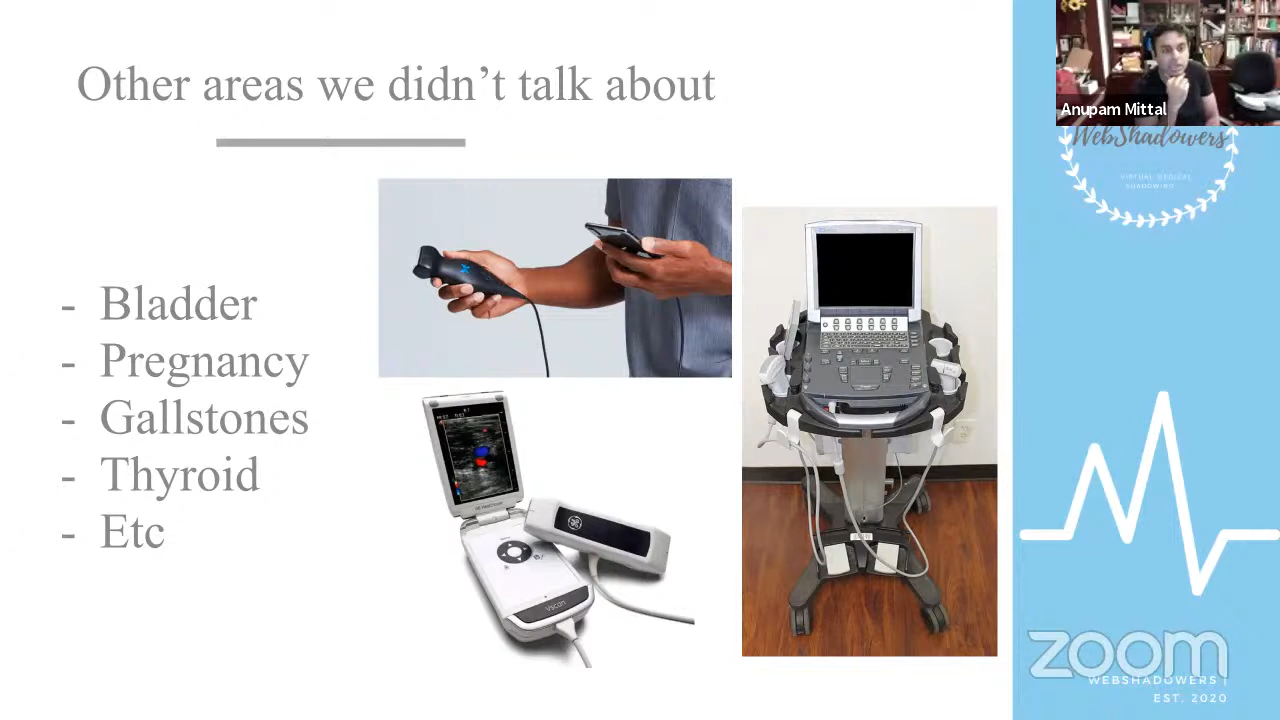 Other areas we didn't talk about
Anupam Mittal
WebShadowers
VIRTUAL MEDICAL
SHADOWING
- Bladder
- Pregnancy
- Gallstones
- Thyroid
- Etc
Vscan
zoom
WEBSHADOWERS |
EST. 2020